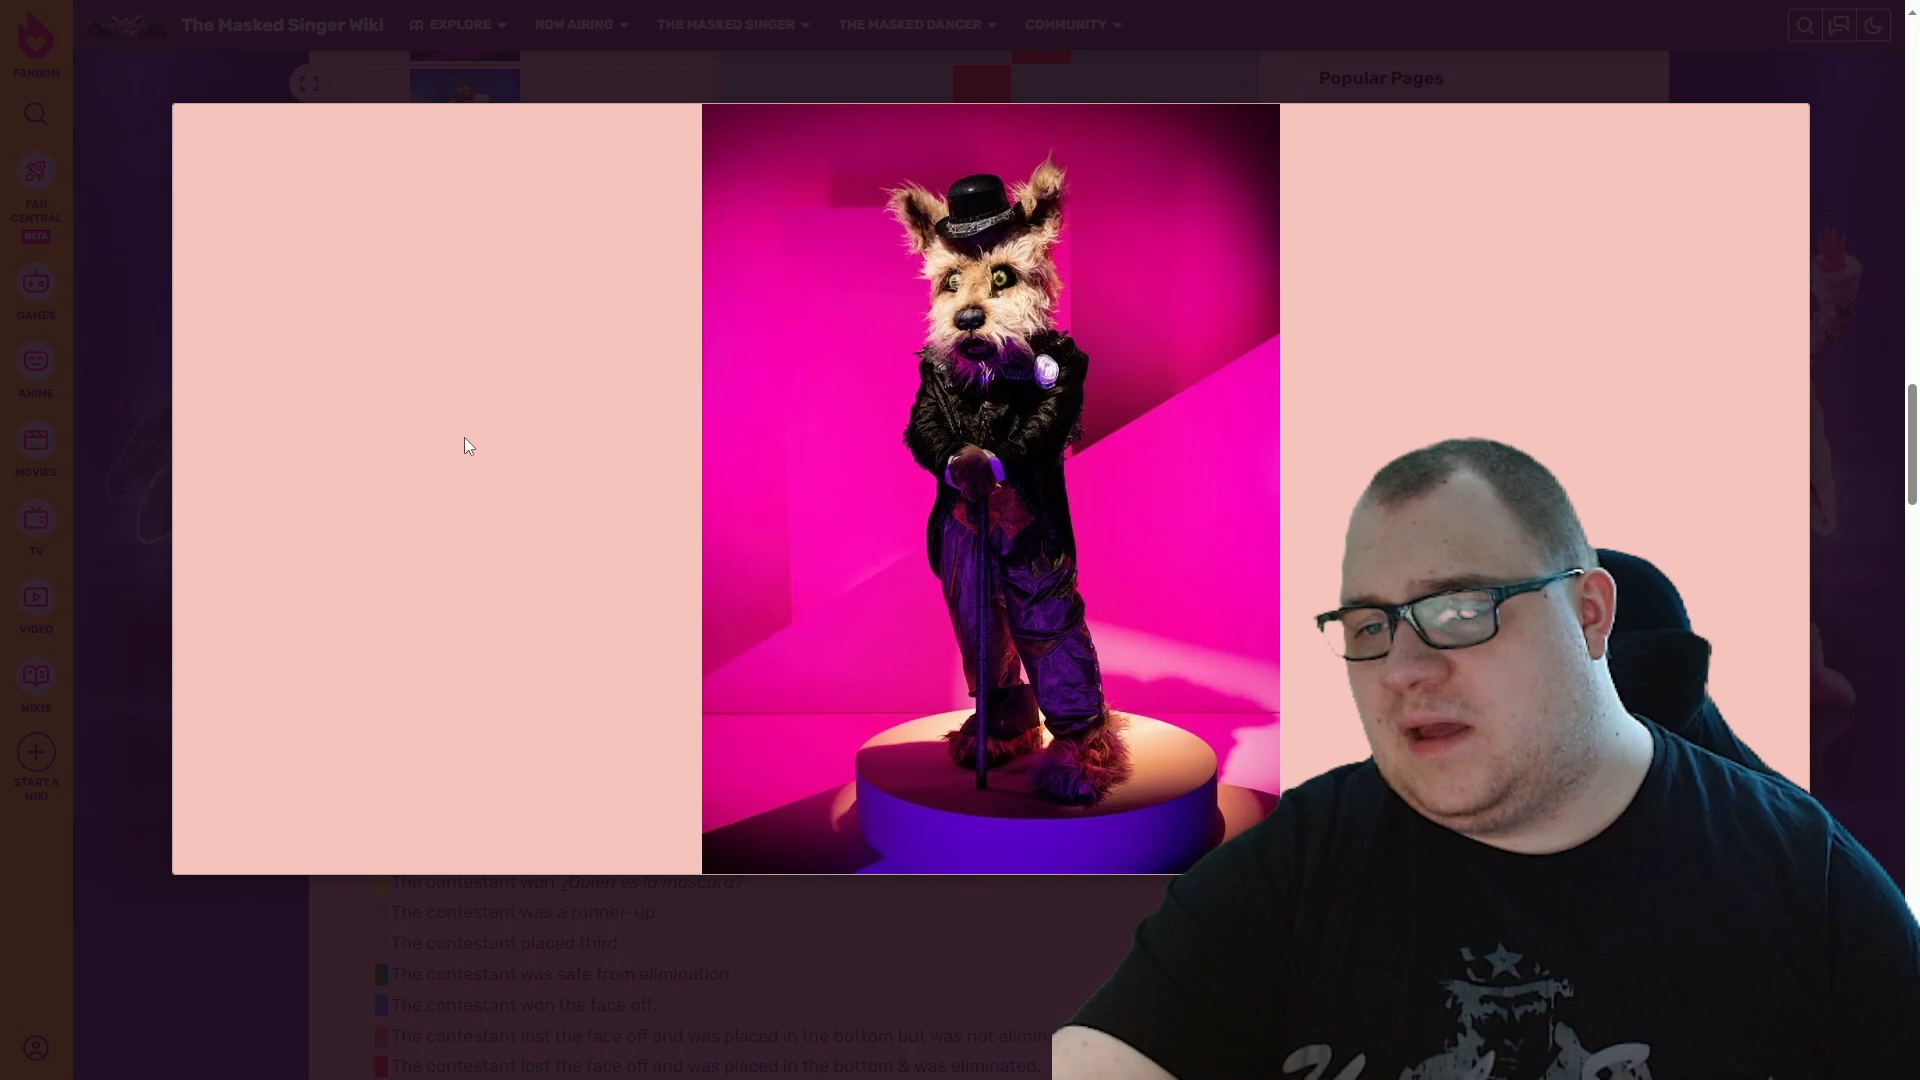 The Masked Singer Wiki
EXPLORE
NOW AIRING
THE MASKED SINGER
THE MASKED DANCER
COMMUNITY
FANDOM
FAN CENTRAL
BETA
GAMES
ANIME
MOVIES
TV
VIDEO
WIKIS
START A WIKI
Popular Pages
The contestant won ¿Quién es la máscara?
The contestant was a runner-up.
The contestant placed third.
The contestant was safe from elimination.
The contestant won the face off.
The contestant lost the face off and was placed in the bottom but was not
The contestant lost the face off and was placed in the bottom & was eliminated.